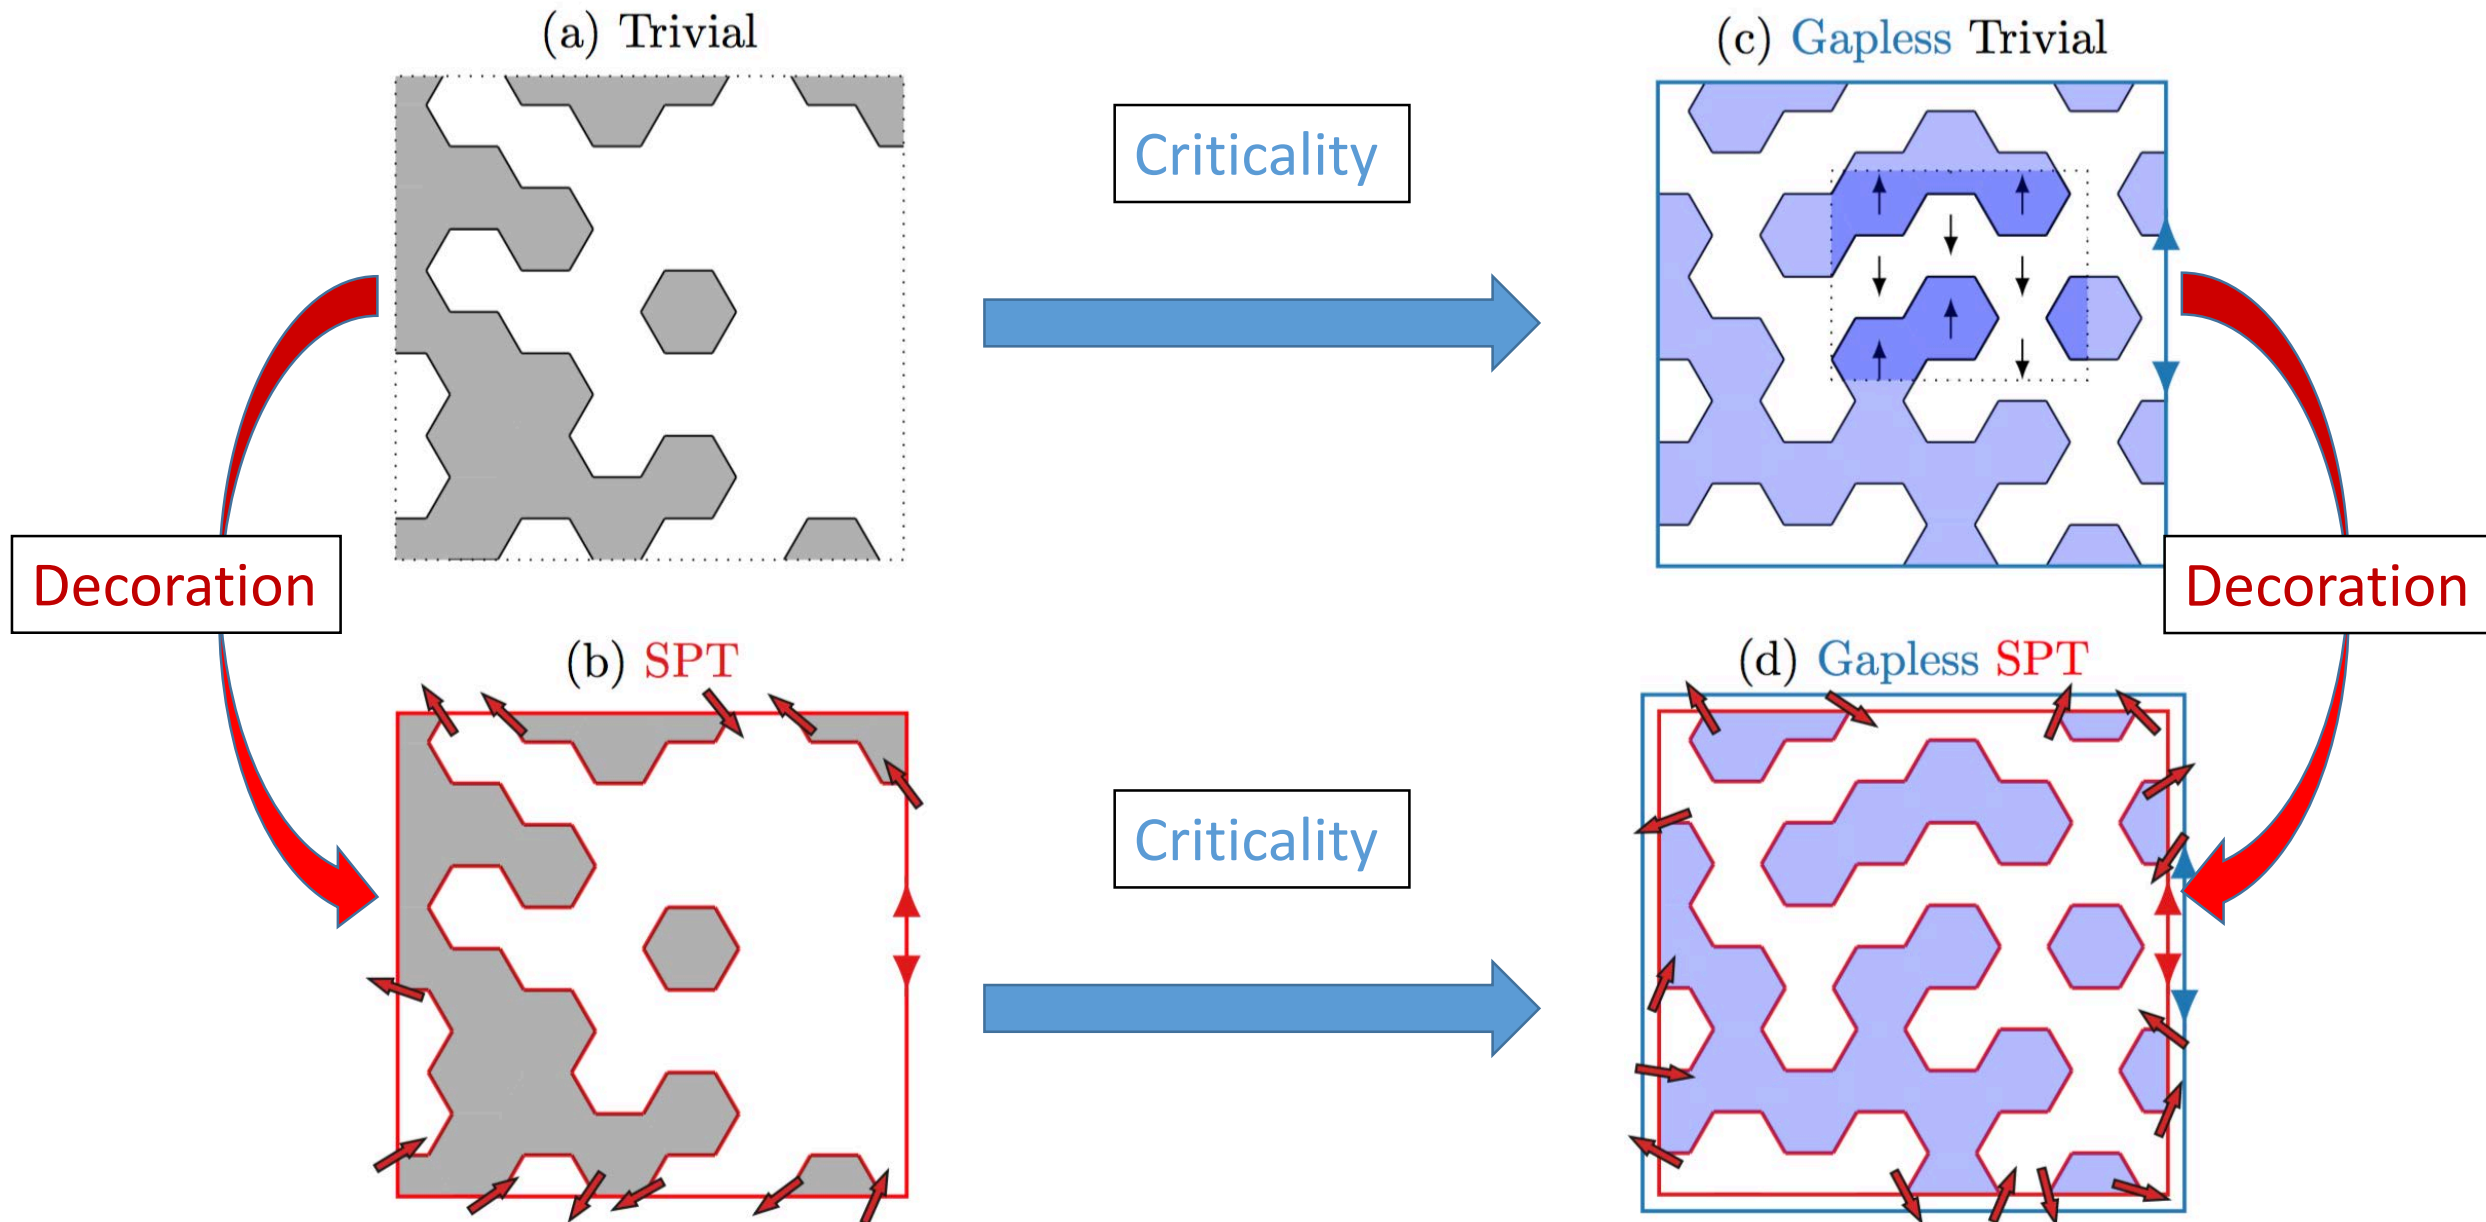 (a) Trivial
(c) Gapless Trivial
Criticality
Decoration
Decoration
(b) SPT
(d) Gapless SPT
Criticality